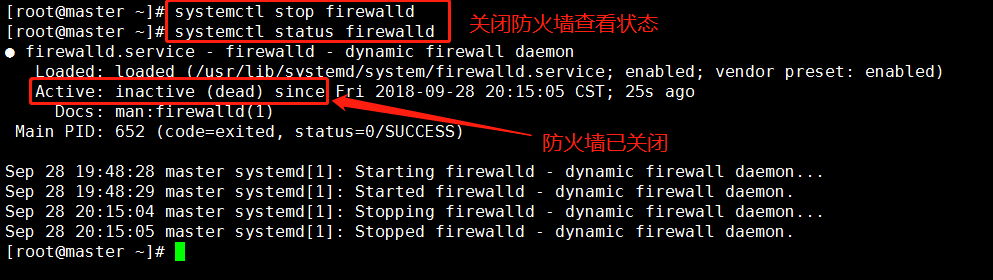 [root@master ~]# systemctl stop firewalld
关闭防火墙查看状态
[root@master ~]# systemctl status firewalld
● firewalld.service - firewalld - dynamic firewall daemon
Loaded: loaded (/usr/lib/systemd/system/firewalld.service; enabled; vendor preset: enabled)
Active: inactive (dead) since Fri 2018-09-28 20:15:05 CST; 25s ago
Docs: man:firewalld(1)
Main PID: 652 (code=exited, status=0/SUCCESS)
防火墙已关闭
Sep 28 19:48:28 master systemd[1]: Starting firewalld - dynamic firewall daemon...
Sep 28 19:48:29 master systemd[1]: Started firewalld - dynamic firewall daemon.
Sep 28 20:15:04 master systemd[1]: Stopping firewalld - dynamic firewall daemon...
Sep 28 20:15:05 master systemd[1]: Stopped firewalld - dynamic firewall daemon.
[root@master ~]#